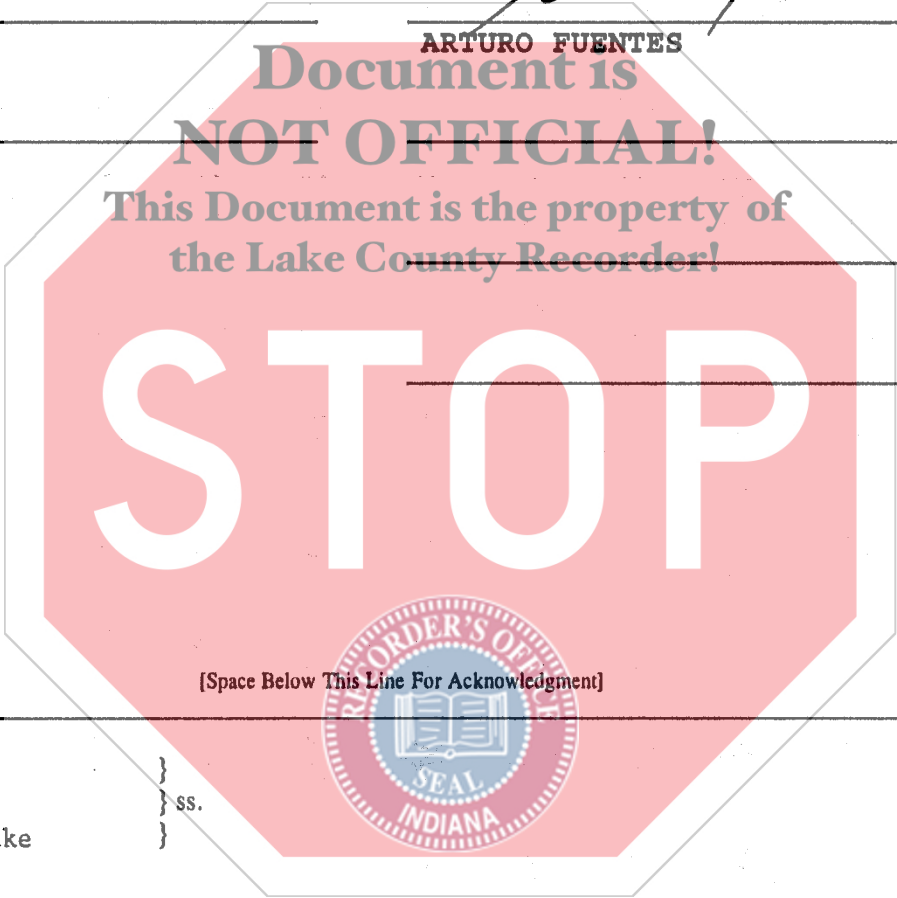 ARTURO FUENTES
Document is
NOT OFFICIAL!
This Document is the property of
the Lake County Recorder!
STOP
[Space Below This Line For Acknowledgment]
RECORDER'S OFFICE
SEAL
INDIANA
} ss.
ke